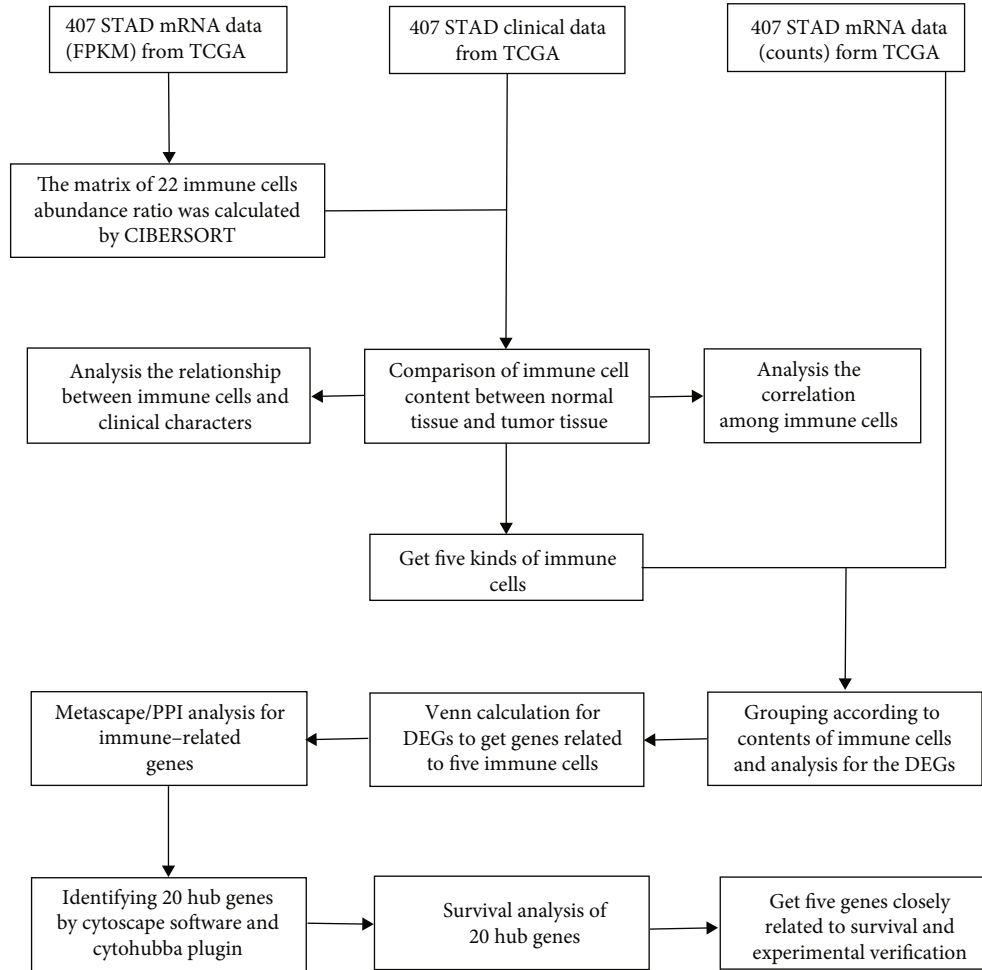 407 STAD mRNA data
(FPKM) from TCGA
407 STAD clinical data
from TCGA
407 STAD mRNA data
(counts) form TCGA
The matrix of 22 immune cells
abundance ratio was calculated
by CIBERSORT
Analysis the relationship
between immune cells and
clinical characters
Comparison of immune cell
content between normal
tissue and tumor tissue
Analysis the
correlation
among immune cells
Get five kinds of immune
cells
Metascape/PPI analysis for
immune–related
genes
Venn calculation for
DEGs to get genes related
to five immune cells
Grouping according to
contents of immune cells
and analysis for the DEGs
Identifying 20 hub genes
by cytoscape software and
cytohubba plugin
Survival analysis of
20 hub genes
Get five genes closely
related to survival and
experimental verification